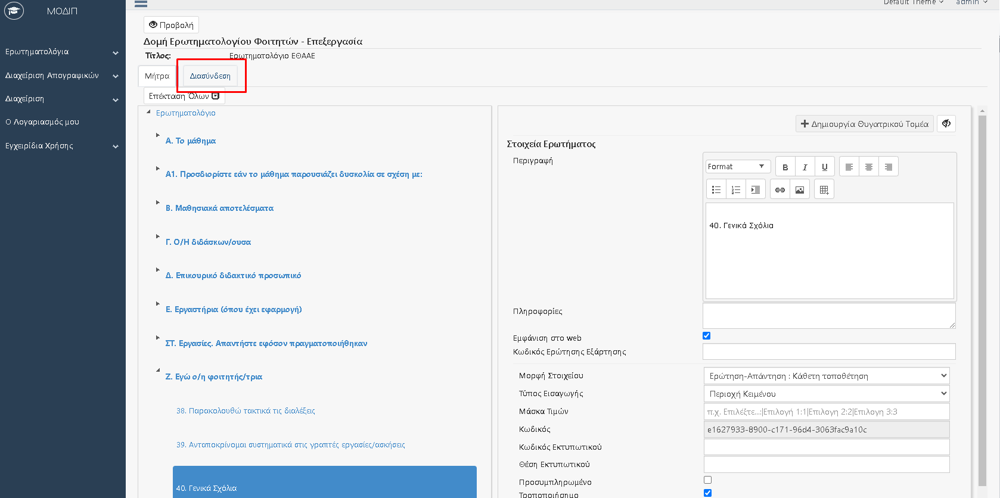 ΜΟΔΙΠ
Default Theme
admin
Ερωτηματολόγια
Διαχείριση Απογραφικών
Διαχείριση
Ο Λογαριασμός μου
Εγχειρίδια Χρήσης
Προβολή
Δομή Ερωτηματολογίου Φοιτητών - Επεξεργασία
Τίτλος: Ερωτηματολόγιο ΕΘΑΑΕ
Μήτρα Διασύνδεση
Επέκταση Όλων
Ερωτηματολόγιο
Α. Το μάθημα
Α1. Προσδιορίστε εάν το μάθημα παρουσιάζει δυσκολία σε σχέση με:
Β. Μαθησιακά αποτελέσματα
Γ. Ο/Η διδάσκων/ουσα
Δ. Επικουρικό διδακτικό προσωπικό
Ε. Εργαστήρια (όπου έχει εφαρμογή)
ΣΤ. Εργασίες. Απαντήστε εφόσον πραγματοποιήθηκαν
Ζ. Εγώ ο/η φοιτητής/τρια
38. Παρακολουθώ τακτικά τις διαλέξεις
39. Ανταποκρίνομαι συστηματικά στις γραπτές εργασίες/ασκήσεις
40. Γενικά Σχόλια
Δημιουργία Θυγατρικού Τομέα
Στοιχεία Ερωτήματος
Περιγραφή
Format B I U
40. Γενικά Σχόλια
Πληροφορίες
Εμφάνιση στο web
Κωδικός Ερώτησης Εξάρτησης
Μορφή Στοιχείου Ερώτηση-Απάντηση : Κάθετη τοποθέτηση
Τύπος Εισαγωγής Περιοχή Κειμένου
Μάσκα Τιμών π.χ. Επιλέξτε...:|Επιλογή 1:1|Επιλογη 2:2|Επιλογη 3:3
Κωδικός e1627933-8900-c171-96d4-3063fac9a10c
Κωδικός Εκτυπωτικού
Θέση Εκτυπωτικού
Προσυμπληρωμένο
Τροποποιήσιμο